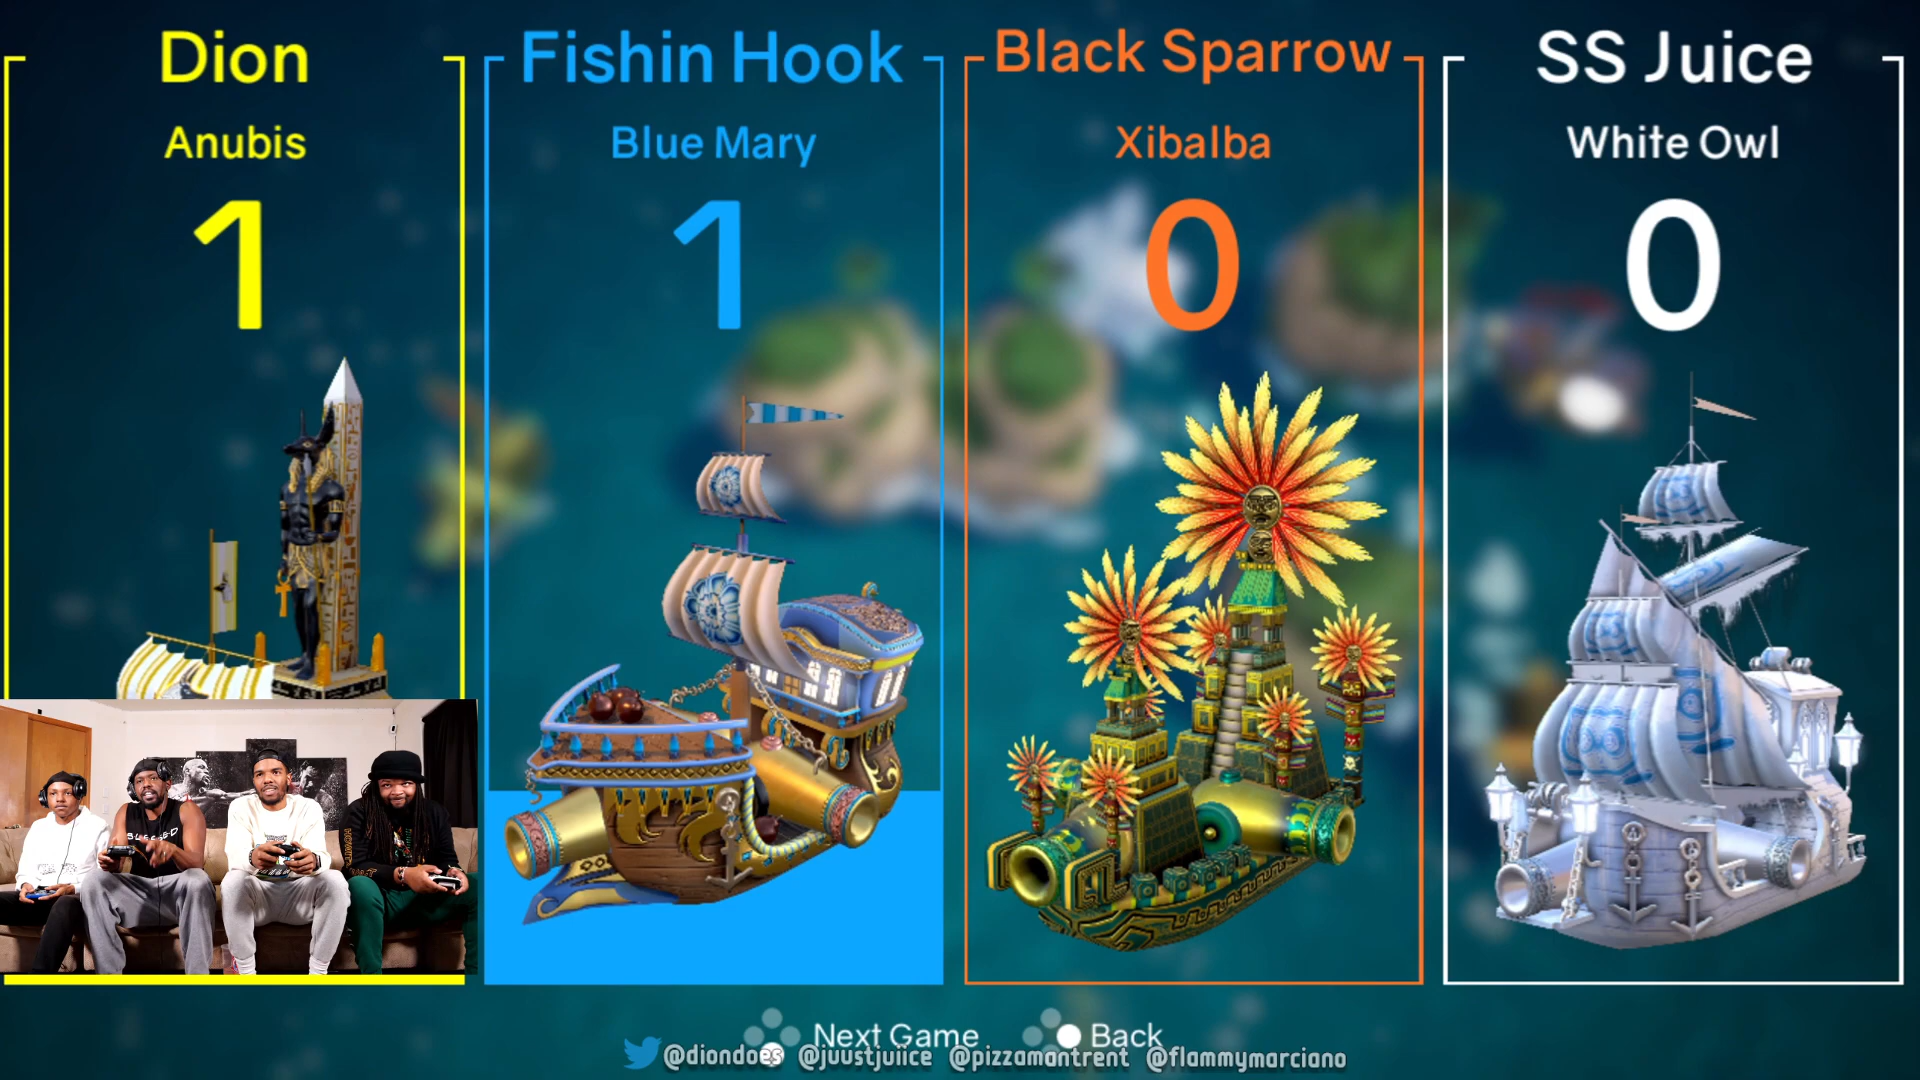 Dion
Anubis
1
Fishin Hook
Blue Mary
1
Black Sparrow
Xibalba
0
SS Juice
White Owl
0
Next Game
Back
@diondoes @juustjuiice @pizzamantrent @flammymarciano